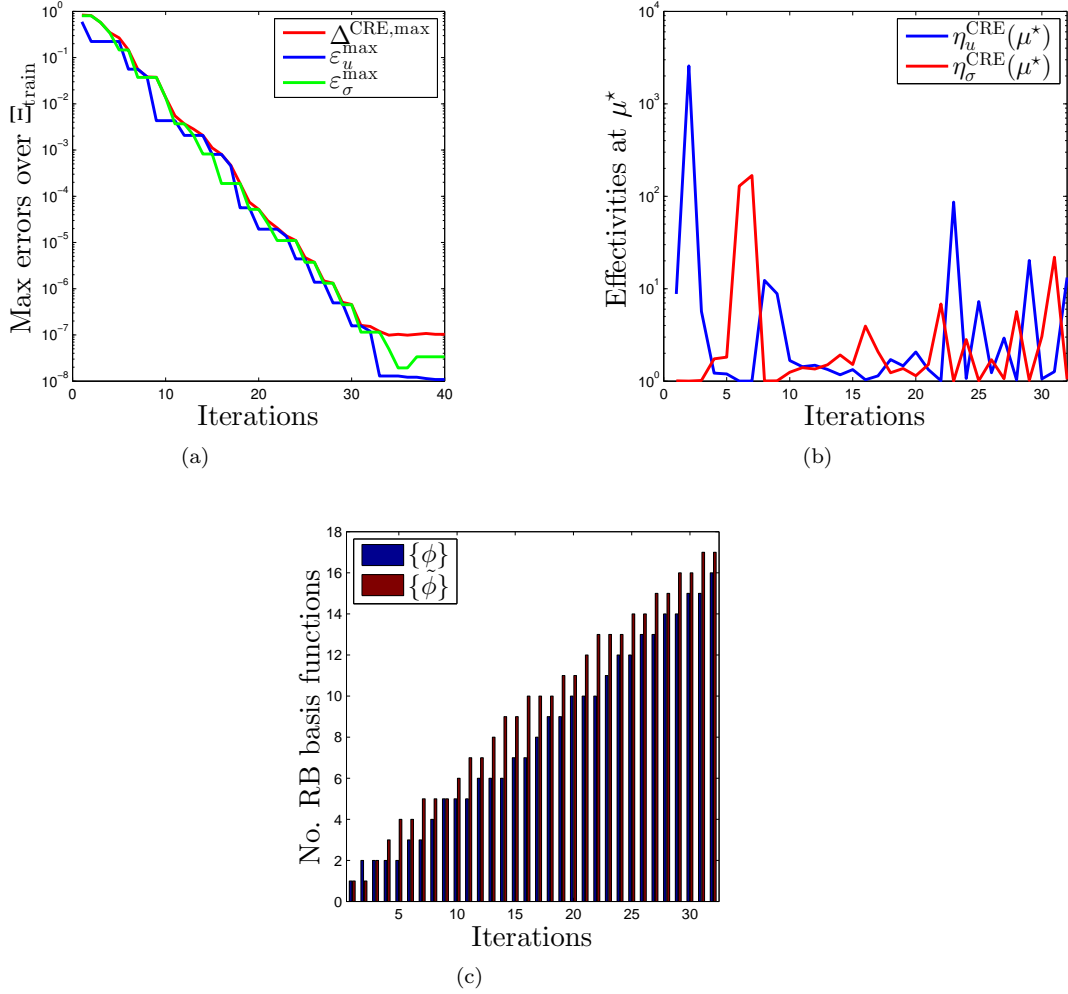 Max errors over Ξtrain
10^0
10^−1
10^−2
10^−3
10^−4
10^−5
10^−6
10^−7
10^−8
Δ^CRE,max
ε_u^max
ε_σ^max
0 10 20 30 40
Iterations
(a)
Effectivities at μ⋆
10^4
10^3
10^2
10^1
10^0
η_u^CRE(μ⋆)
η_σ^CRE(μ⋆)
0 5 10 15 20 25 30
Iterations
(b)
No. RB basis functions
18
16
14
12
10
8
6
4
2
0
{ϕ}
{ϕ̃}
5 10 15 20 25 30
Iterations
(c)